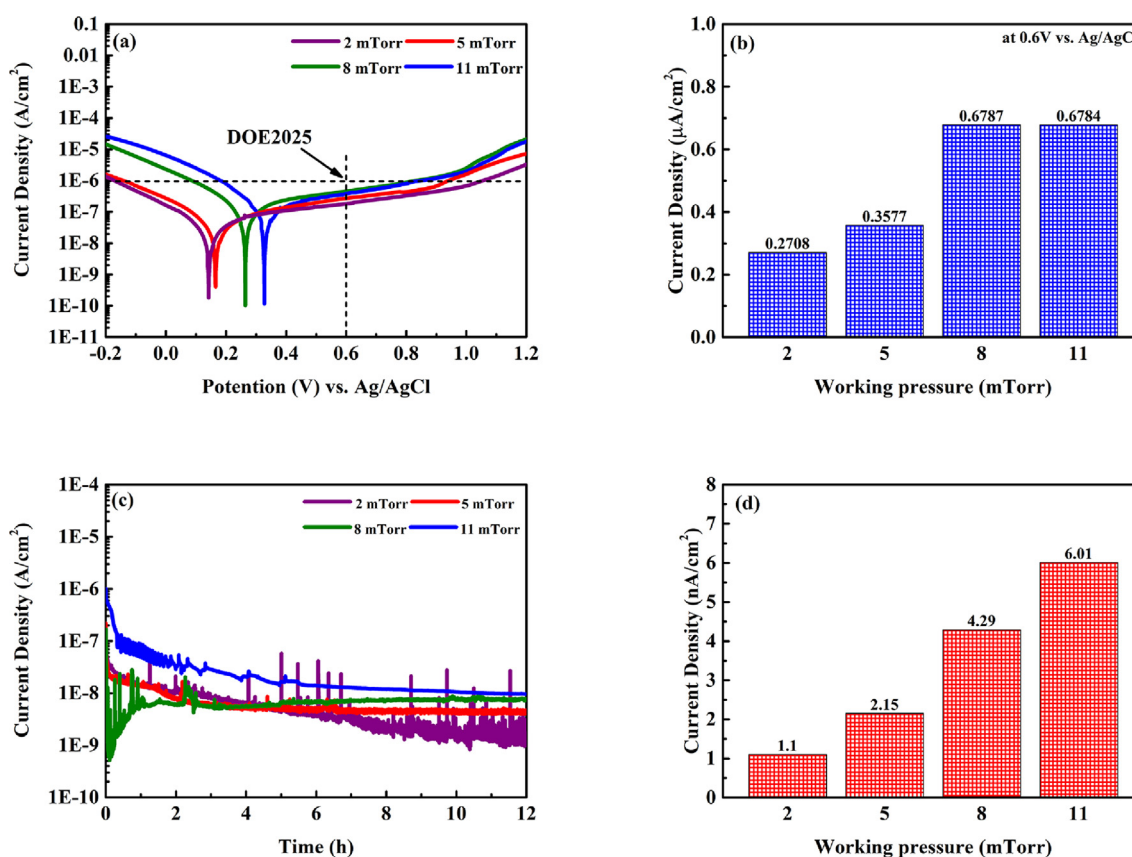 (a)
2 mTorr 5 mTorr
8 mTorr 11 mTorr
DOE2025
0.1
0.01
1E-3
1E-4
1E-5
1E-6
1E-7
1E-8
1E-9
1E-10
1E-11
Current Density (A/cm²)
-0.2 0.0 0.2 0.4 0.6 0.8 1.0 1.2
Potention (V) vs. Ag/AgCl
(b)
at 0.6V vs. Ag/AgCl
1.0
0.8
0.6
0.4
0.2
0.0
Current Density (μA/cm²)
0.2708 0.3577 0.6787 0.6784
2 5 8 11
Working pressure (mTorr)
(c)
2 mTorr 5 mTorr
8 mTorr 11 mTorr
1E-4
1E-5
1E-6
1E-7
1E-8
1E-9
1E-10
Current Density (A/cm²)
0 2 4 6 8 10 12
Time (h)
(d)
8
7
6
5
4
3
2
1
0
Current Density (nA/cm²)
1.1 2.15 4.29 6.01
2 5 8 11
Working pressure (mTorr)